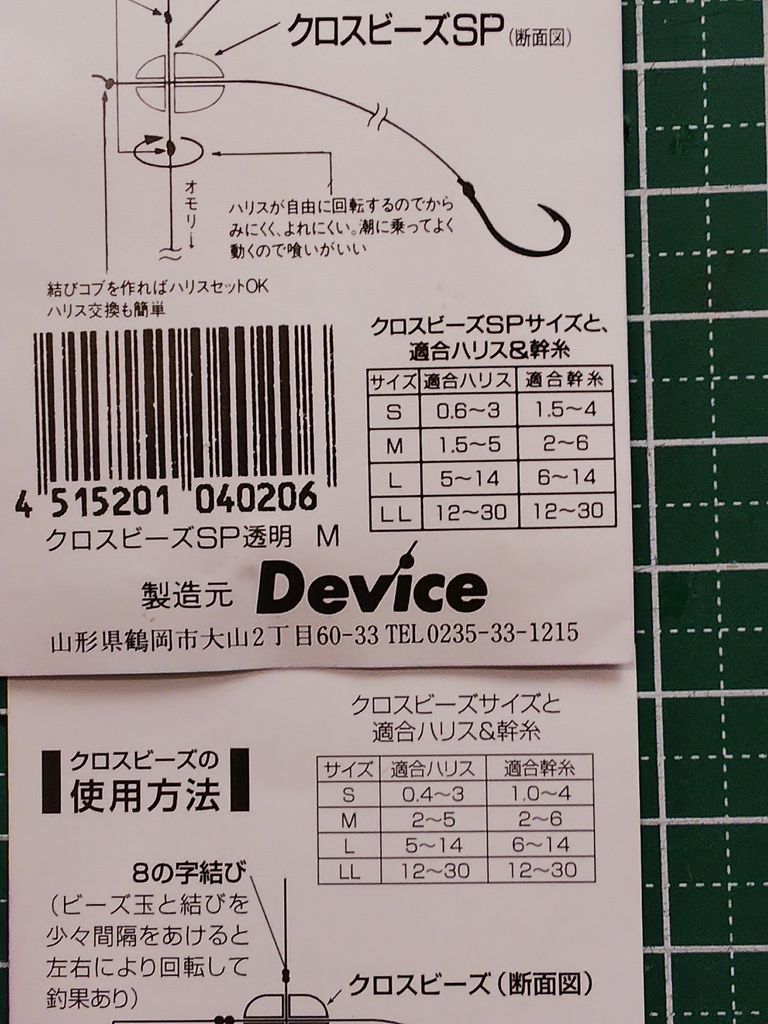 クロスビーズSP(断面図)
オモリ
ハリスが自由に回転するのでから
みにくく、よれにくい。潮に乗ってよく
動くので喰いがいい
結びコブを作ればハリスセットOK
ハリス交換も簡単
クロスビーズSPサイズと、
適合ハリス&幹糸
サイズ 適合ハリス 適合幹糸
S 0.6～3 1.5～4
M 1.5～5 2～6
L 5～14 6～14
LL 12～30 12～30
4 515201 040206
クロスビーズSP透明 M
製造元 Device
山形県鶴岡市大山2丁目60-33 TEL0235-33-1215
クロスビーズサイズと
適合ハリス&幹糸
サイズ 適合ハリス 適合幹糸
S 0.4～3 1.0～4
M 2～5 2～6
L 5～14 6～14
LL 12～30 12～30
クロスビーズの
使用方法
8の字結び
(ビーズ玉と結びを
少々間隔をあけると
左右により回転して
釣果あり)
クロスビーズ(断面図)